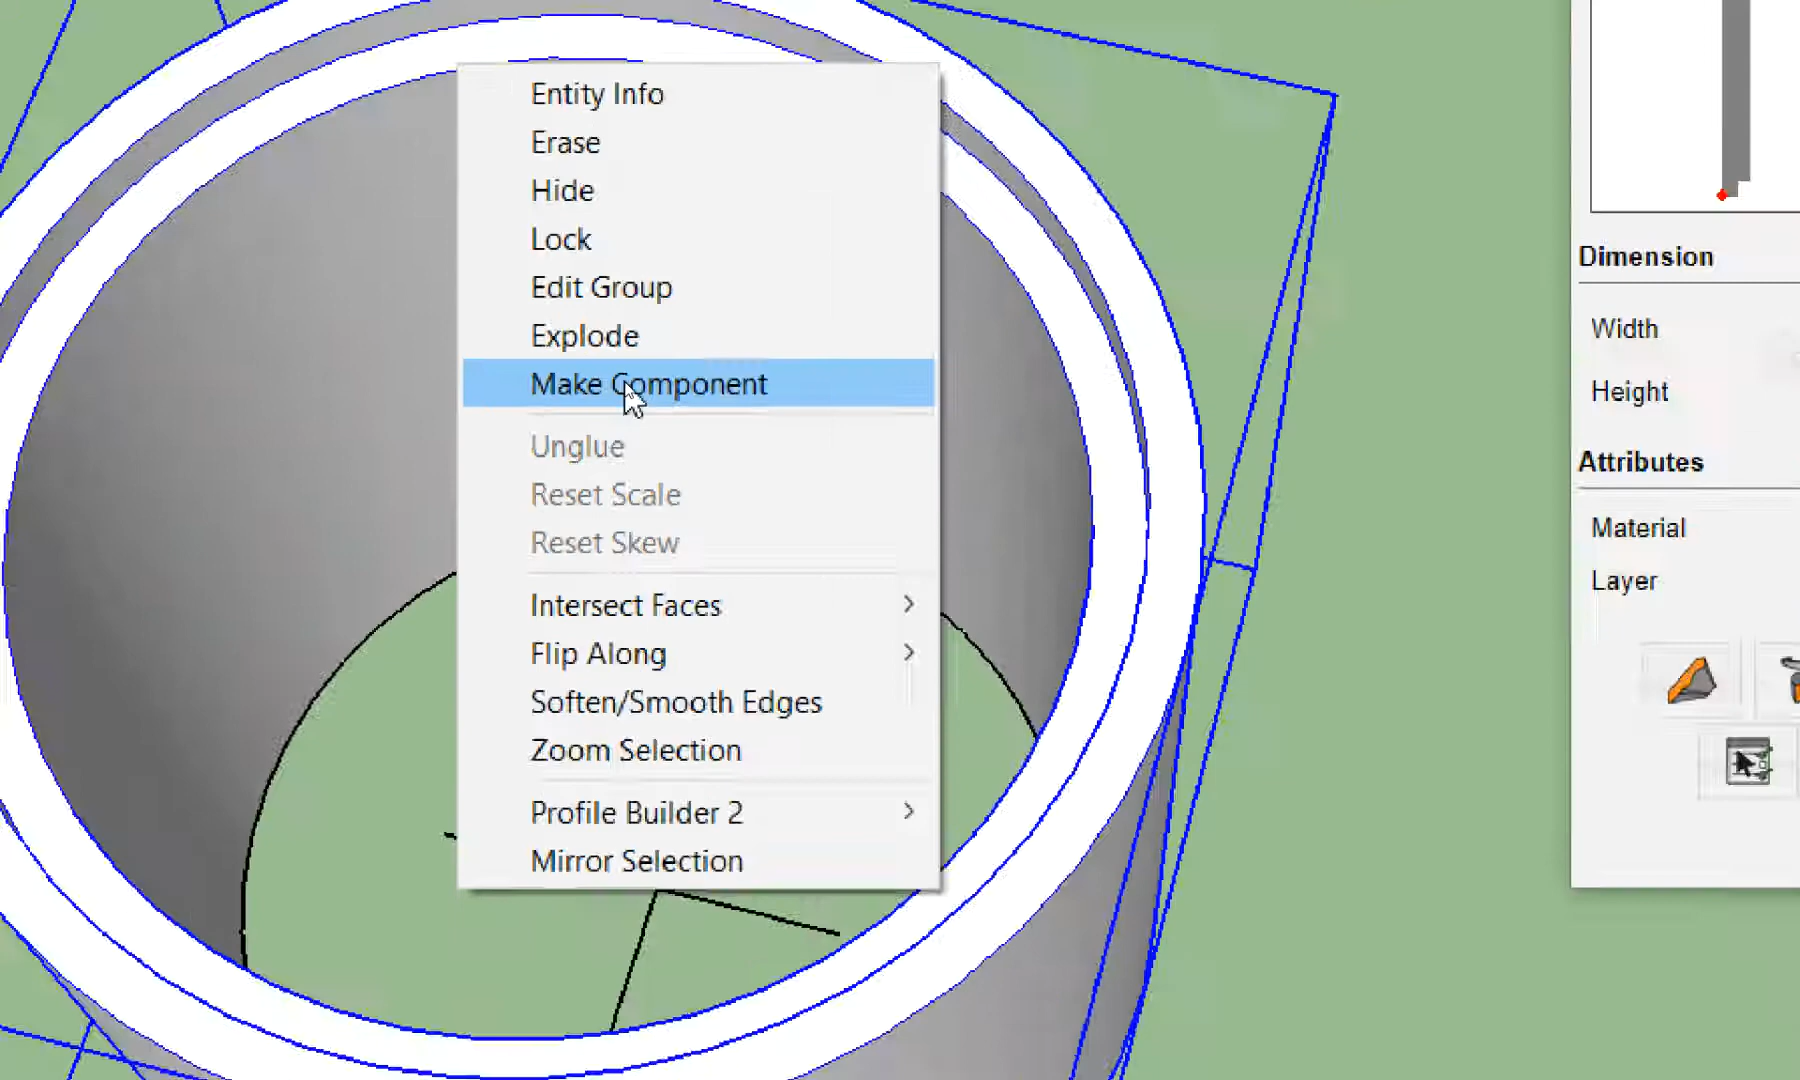 Entity Info
Erase
Hide
Lock
Edit Group
Explode
Make Component
Unglue
Reset Scale
Reset Skew
Intersect Faces
Flip Along
Soften/Smooth Edges
Zoom Selection
Profile Builder 2
Mirror Selection
Dimension
Width
Height
Attributes
Material
Layer